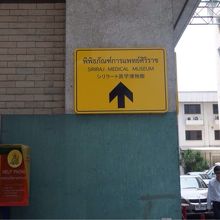 พิพิธภัณฑ์การแพทย์ศิริราช
SIRIRAJ MEDICAL MUSEUM
シリラート医学博物館